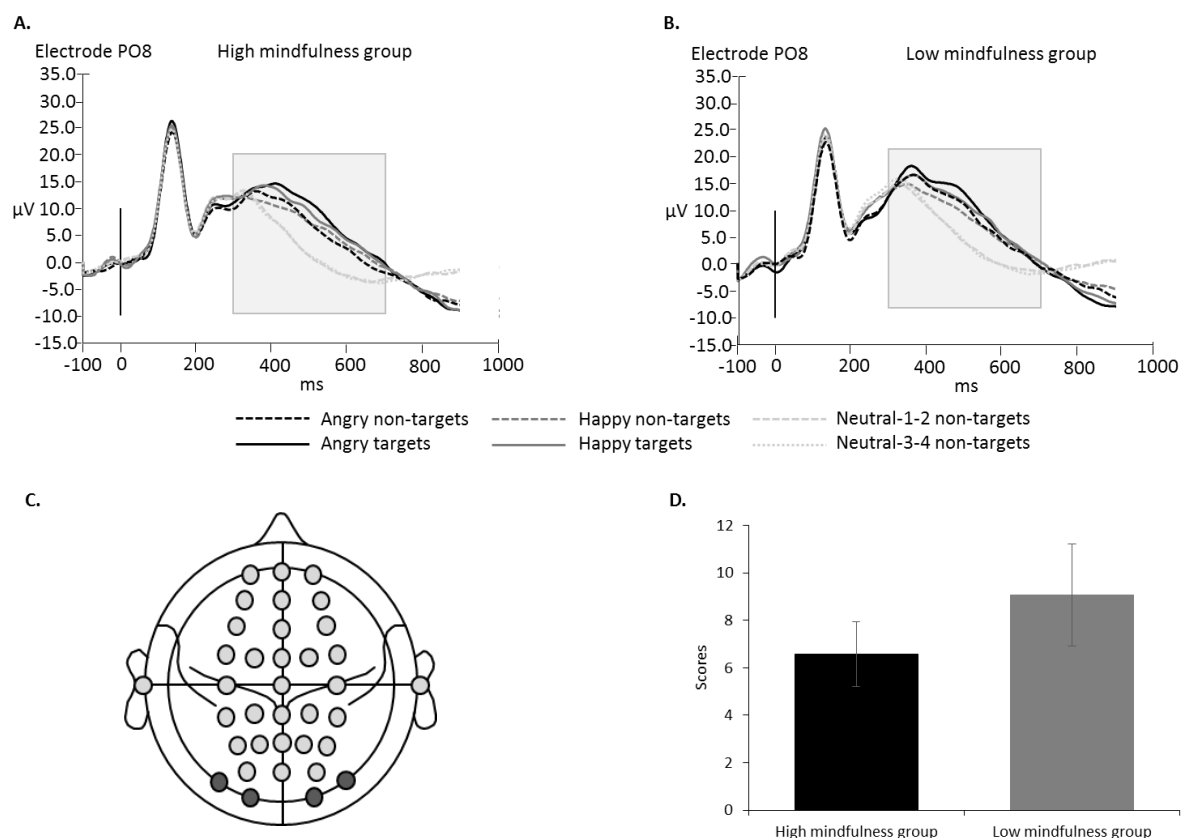 A.
Electrode PO8 High mindfulness group
35.0
30.0
25.0
20.0
15.0
µV 10.0
5.0
0.0
-5.0
-10.0
-15.0
-100 0 200 400 600 800 1000
ms
B.
Electrode PO8 Low mindfulness group
35.0
30.0
25.0
20.0
15.0
µV 10.0
5.0
0.0
-5.0
-10.0
-15.0
-100 0 200 400 600 800 1000
ms
Angry non-targets Happy non-targets Neutral-1-2 non-targets
Angry targets Happy targets Neutral-3-4 non-targets
C.
D.
12
10
8
6
4
2
0
Scores
High mindfulness group Low mindfulness group